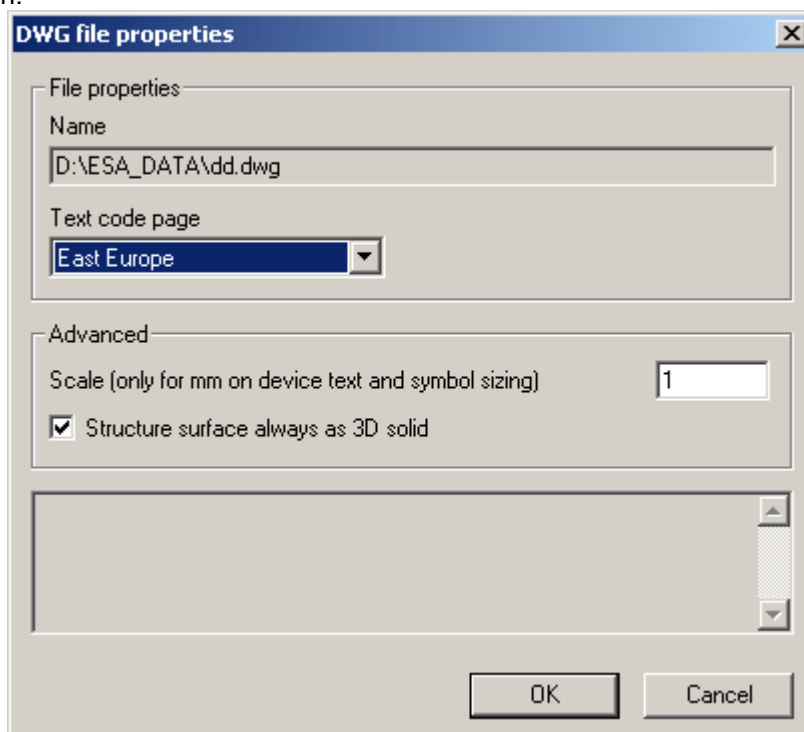 DWG file properties
File properties
Name
D:\ESA_DATA\dd.dwg
Text code page
East Europe
Advanced
Scale (only for mm on device text and symbol sizing) 1
Structure surface always as 3D solid
OK Cancel